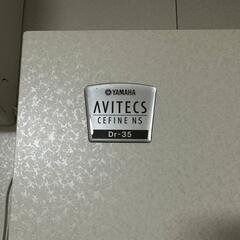 YAMAHA
AVITECS
CEFINE NS
Dr-35